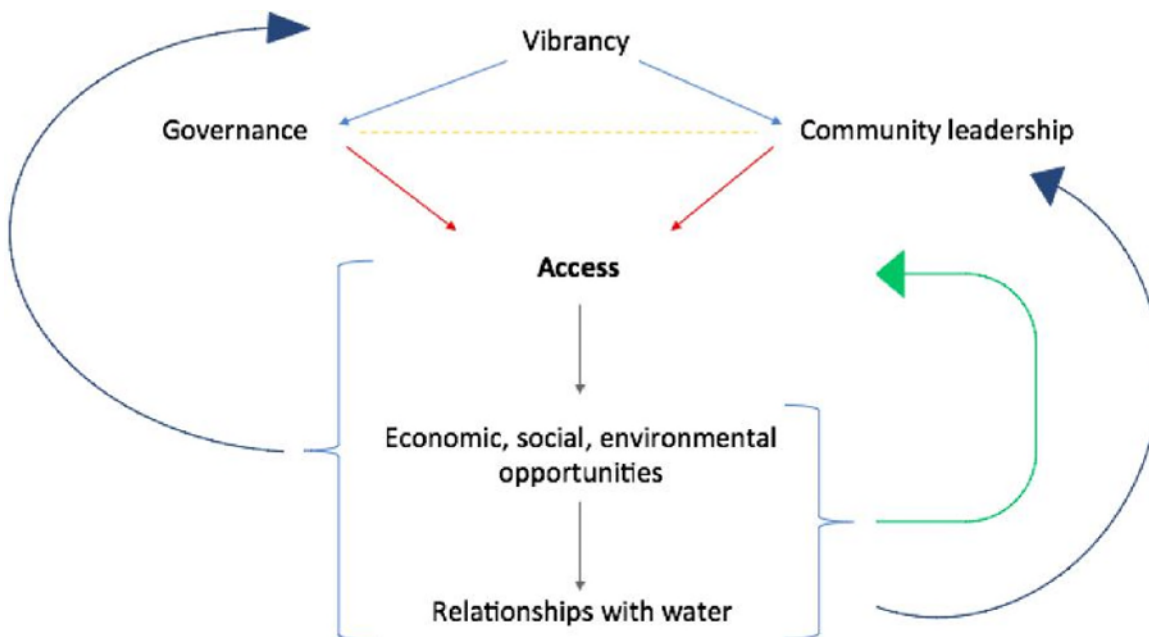 Vibrancy
Governance
Community leadership
Access
Economic, social, environmental
opportunities
Relationships with water